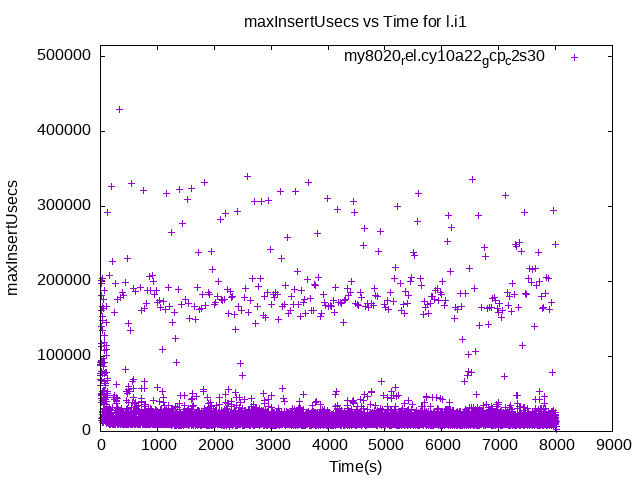 maxInsertUsecs vs Time for l.i1
my8020rel.cy10a22gcpc2s30
500000
400000
300000
200000
100000
0
maxInsertUsecs
0 1000 2000 3000 4000 5000 6000 7000 8000 9000
Time(s)